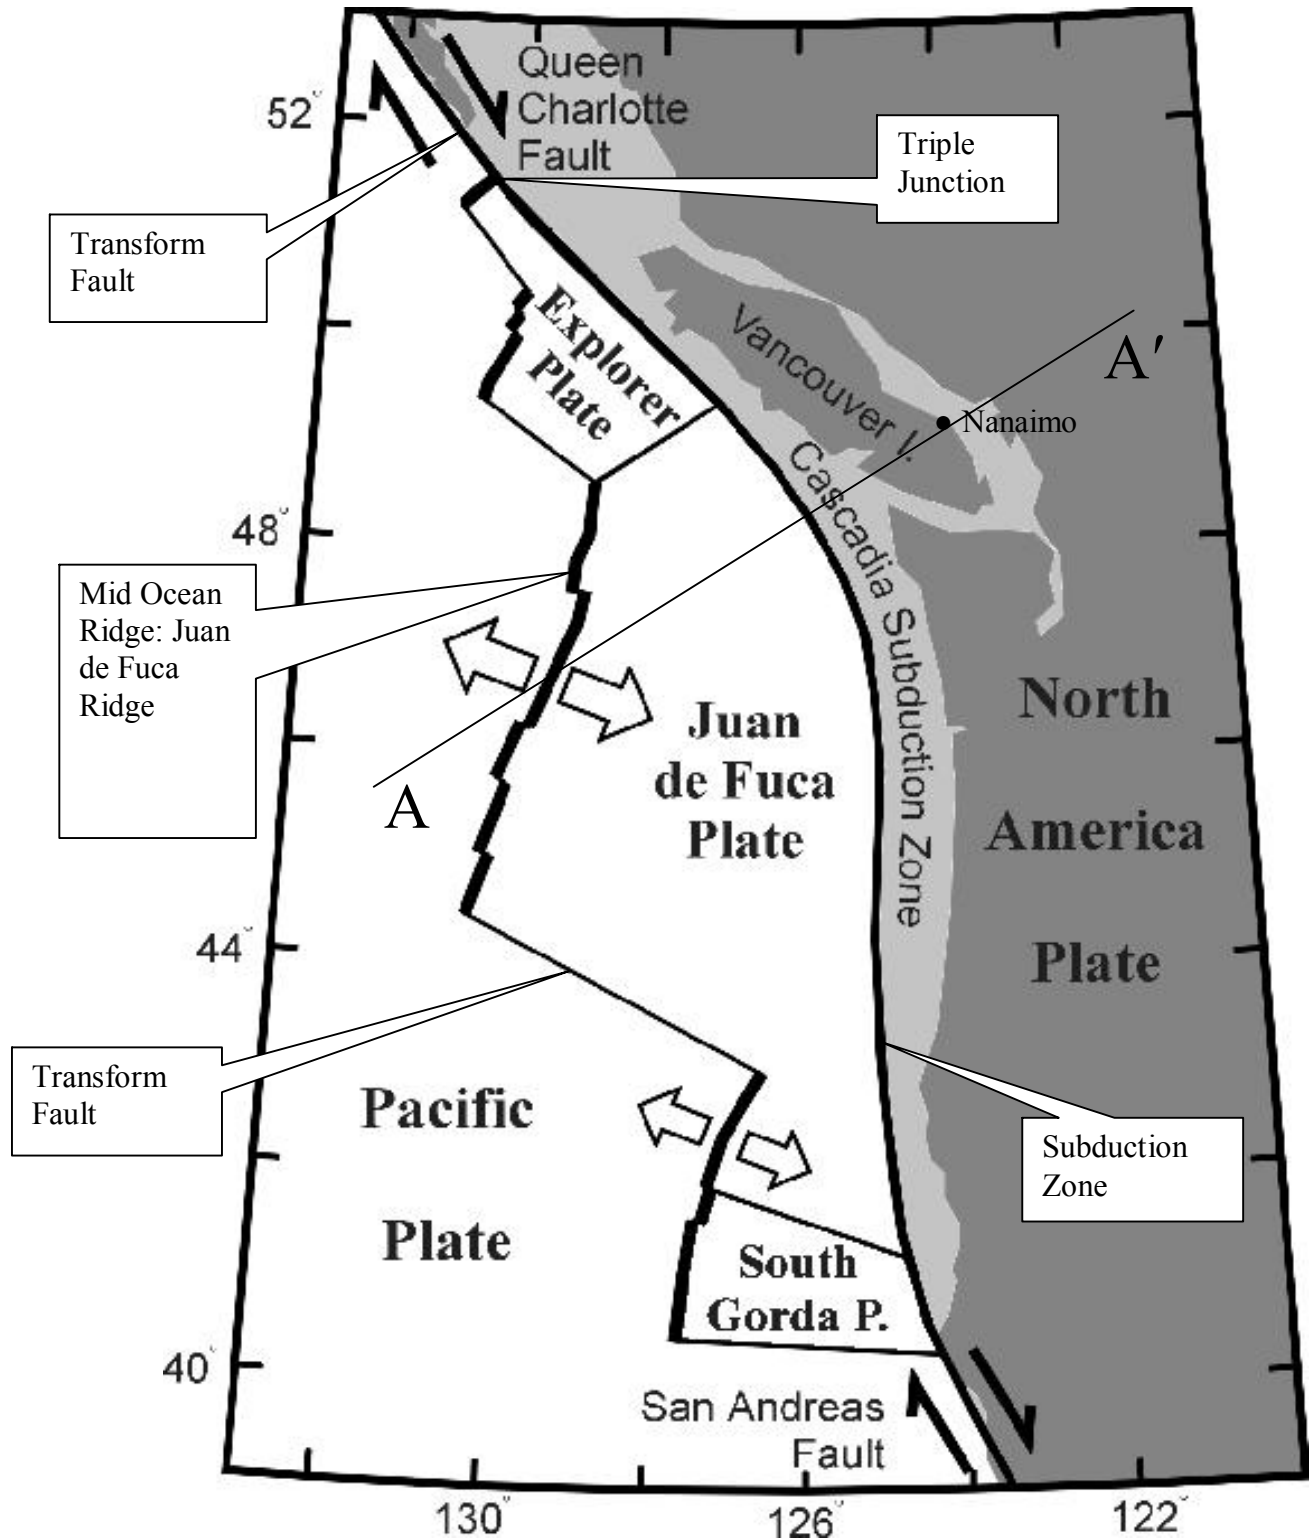 Queen
Charlotte
Fault
52°
Triple
Junction
Transform
Fault
Explorer
Plate
Vancouver I.
A′
Nanaimo
Cascadia Subduction Zone
48°
Mid Ocean
Ridge: Juan
de Fuca
Ridge
A
Juan
de Fuca
Plate
North
America
Plate
44°
Transform
Fault
Pacific
Plate
Subduction
Zone
South
Gorda P.
40°
San Andreas
Fault
130°
126°
122°